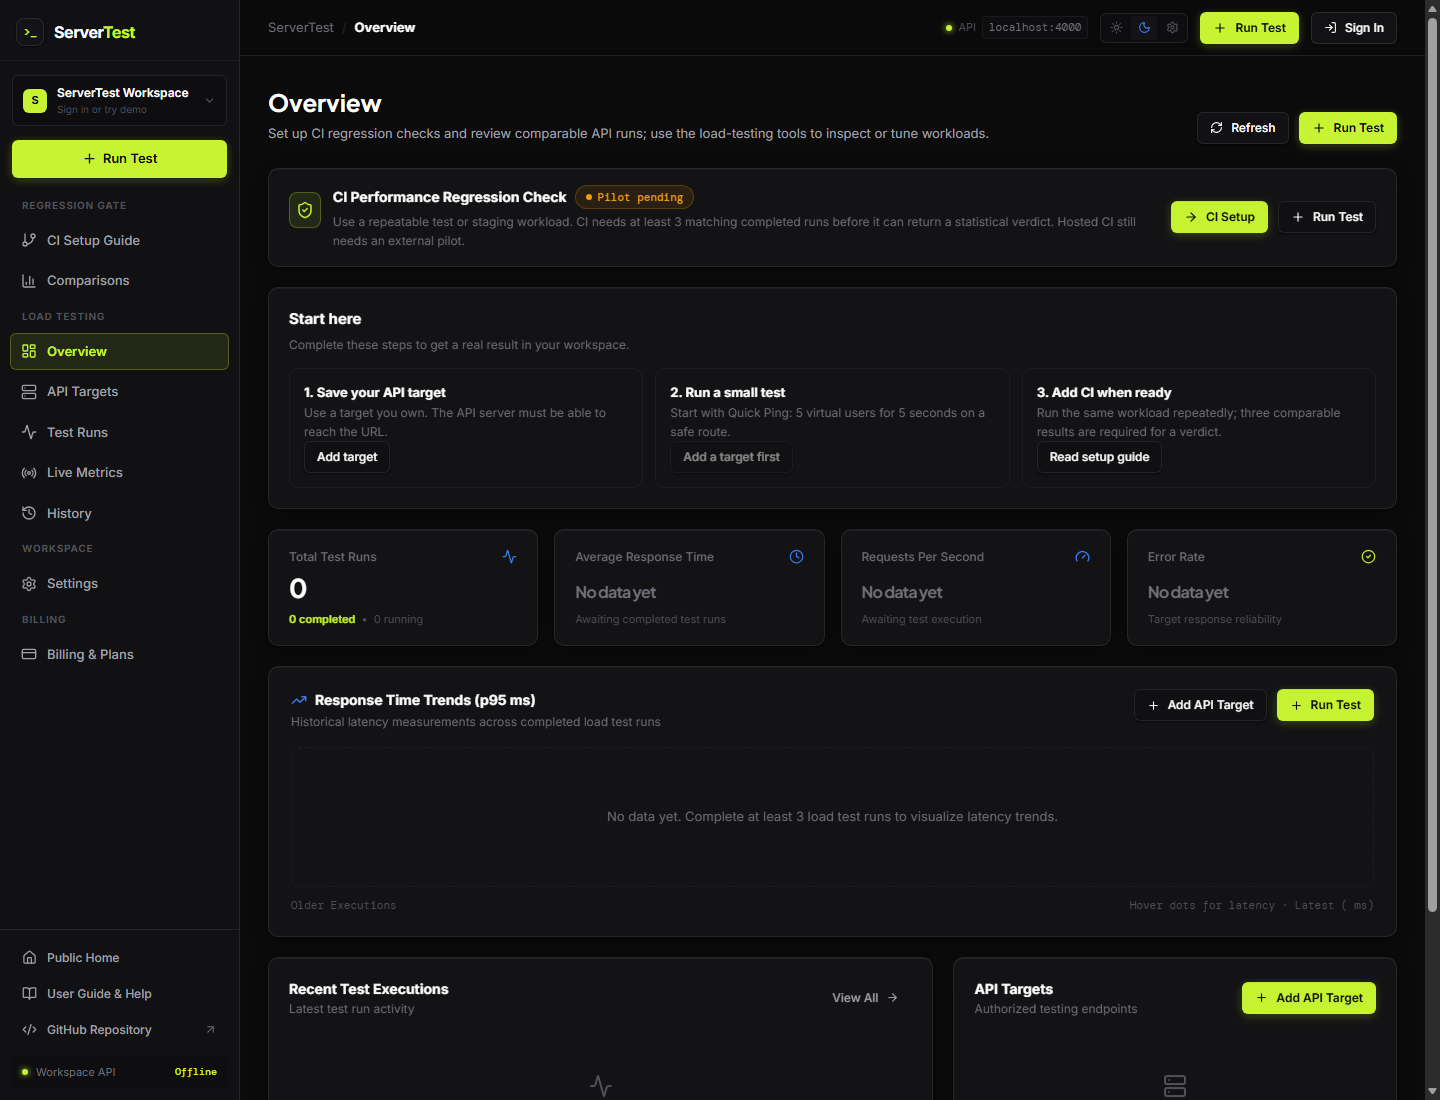 ServerTest
ServerTest / Overview
API localhost:4000
Run Test
Sign In
S
ServerTest Workspace
Sign in or try demo
Run Test
REGRESSION GATE
CI Setup Guide
Comparisons
LOAD TESTING
Overview
API Targets
Test Runs
Live Metrics
History
WORKSPACE
Settings
BILLING
Billing & Plans
Public Home
User Guide & Help
GitHub Repository
Workspace API Offline
Overview
Set up CI regression checks and review comparable API runs; use the load-testing tools to inspect or tune workloads.
Refresh
Run Test
CI Performance Regression Check
Pilot pending
Use a repeatable test or staging workload. CI needs at least 3 matching completed runs before it can return a statistical verdict. Hosted CI still
needs an external pilot.
CI Setup
Run Test
Start here
Complete these steps to get a real result in your workspace.
1. Save your API target
Use a target you own. The API server must be able to
reach the URL.
Add target
2. Run a small test
Start with Quick Ping: 5 virtual users for 5 seconds on a
safe route.
Add a target first
3. Add CI when ready
Run the same workload repeatedly; three comparable
results are required for a verdict.
Read setup guide
Total Test Runs
0
0 completed • 0 running
Average Response Time
No data yet
Awaiting completed test runs
Requests Per Second
No data yet
Awaiting test execution
Error Rate
No data yet
Target response reliability
Response Time Trends (p95 ms)
Historical latency measurements across completed load test runs
Add API Target
Run Test
No data yet. Complete at least 3 load test runs to visualize latency trends.
Older Executions
Hover dots for latency · Latest ( ms)
Recent Test Executions
Latest test run activity
View All
API Targets
Authorized testing endpoints
Add API Target